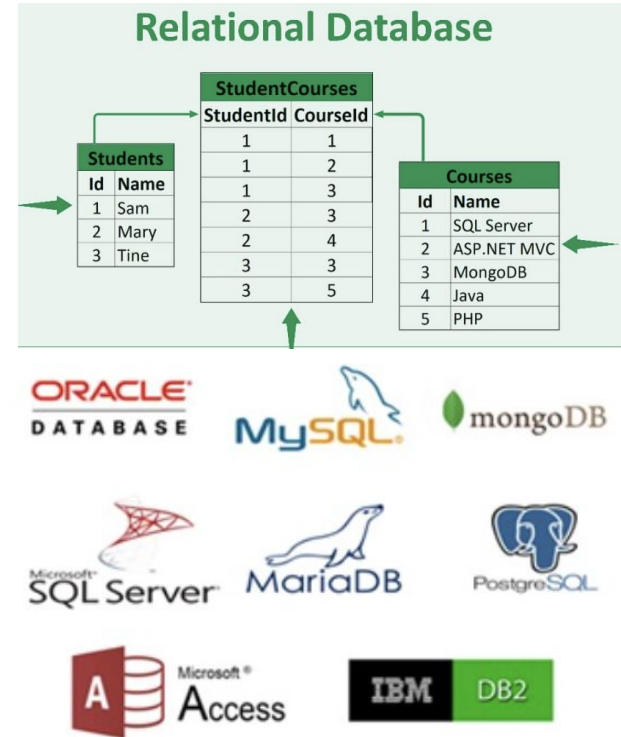 Relational Database
StudentCourses
StudentId CourseId
1 1
1 2
1 3
2 3
2 4
3 3
3 5
Students
Id Name
1 Sam
2 Mary
3 Tine
Courses
Id Name
1 SQL Server
2 ASP.NET MVC
3 MongoDB
4 Java
5 PHP
ORACLE
DATABASE
MySQL
mongoDB
Microsoft
SQL Server
MariaDB
PostgreSQL
A
Microsoft ®
Access
IBM DB2